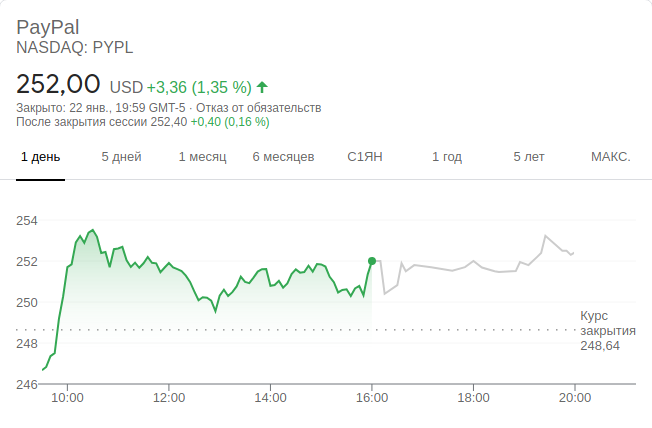 PayPal
NASDAQ: PYPL
252,00 USD +3,36 (1,35 %)
Закрыто: 22 янв., 19:59 GMT-5 · Отказ от обязательств
После закрытия сессии 252,40 +0,40 (0,16 %)
1 день 5 дней 1 месяц 6 месяцев С1ЯН 1 год 5 лет МАКС.
254
252
250
Курс
закрытия
248,64
248
246
10:00 12:00 14:00 16:00 18:00 20:00